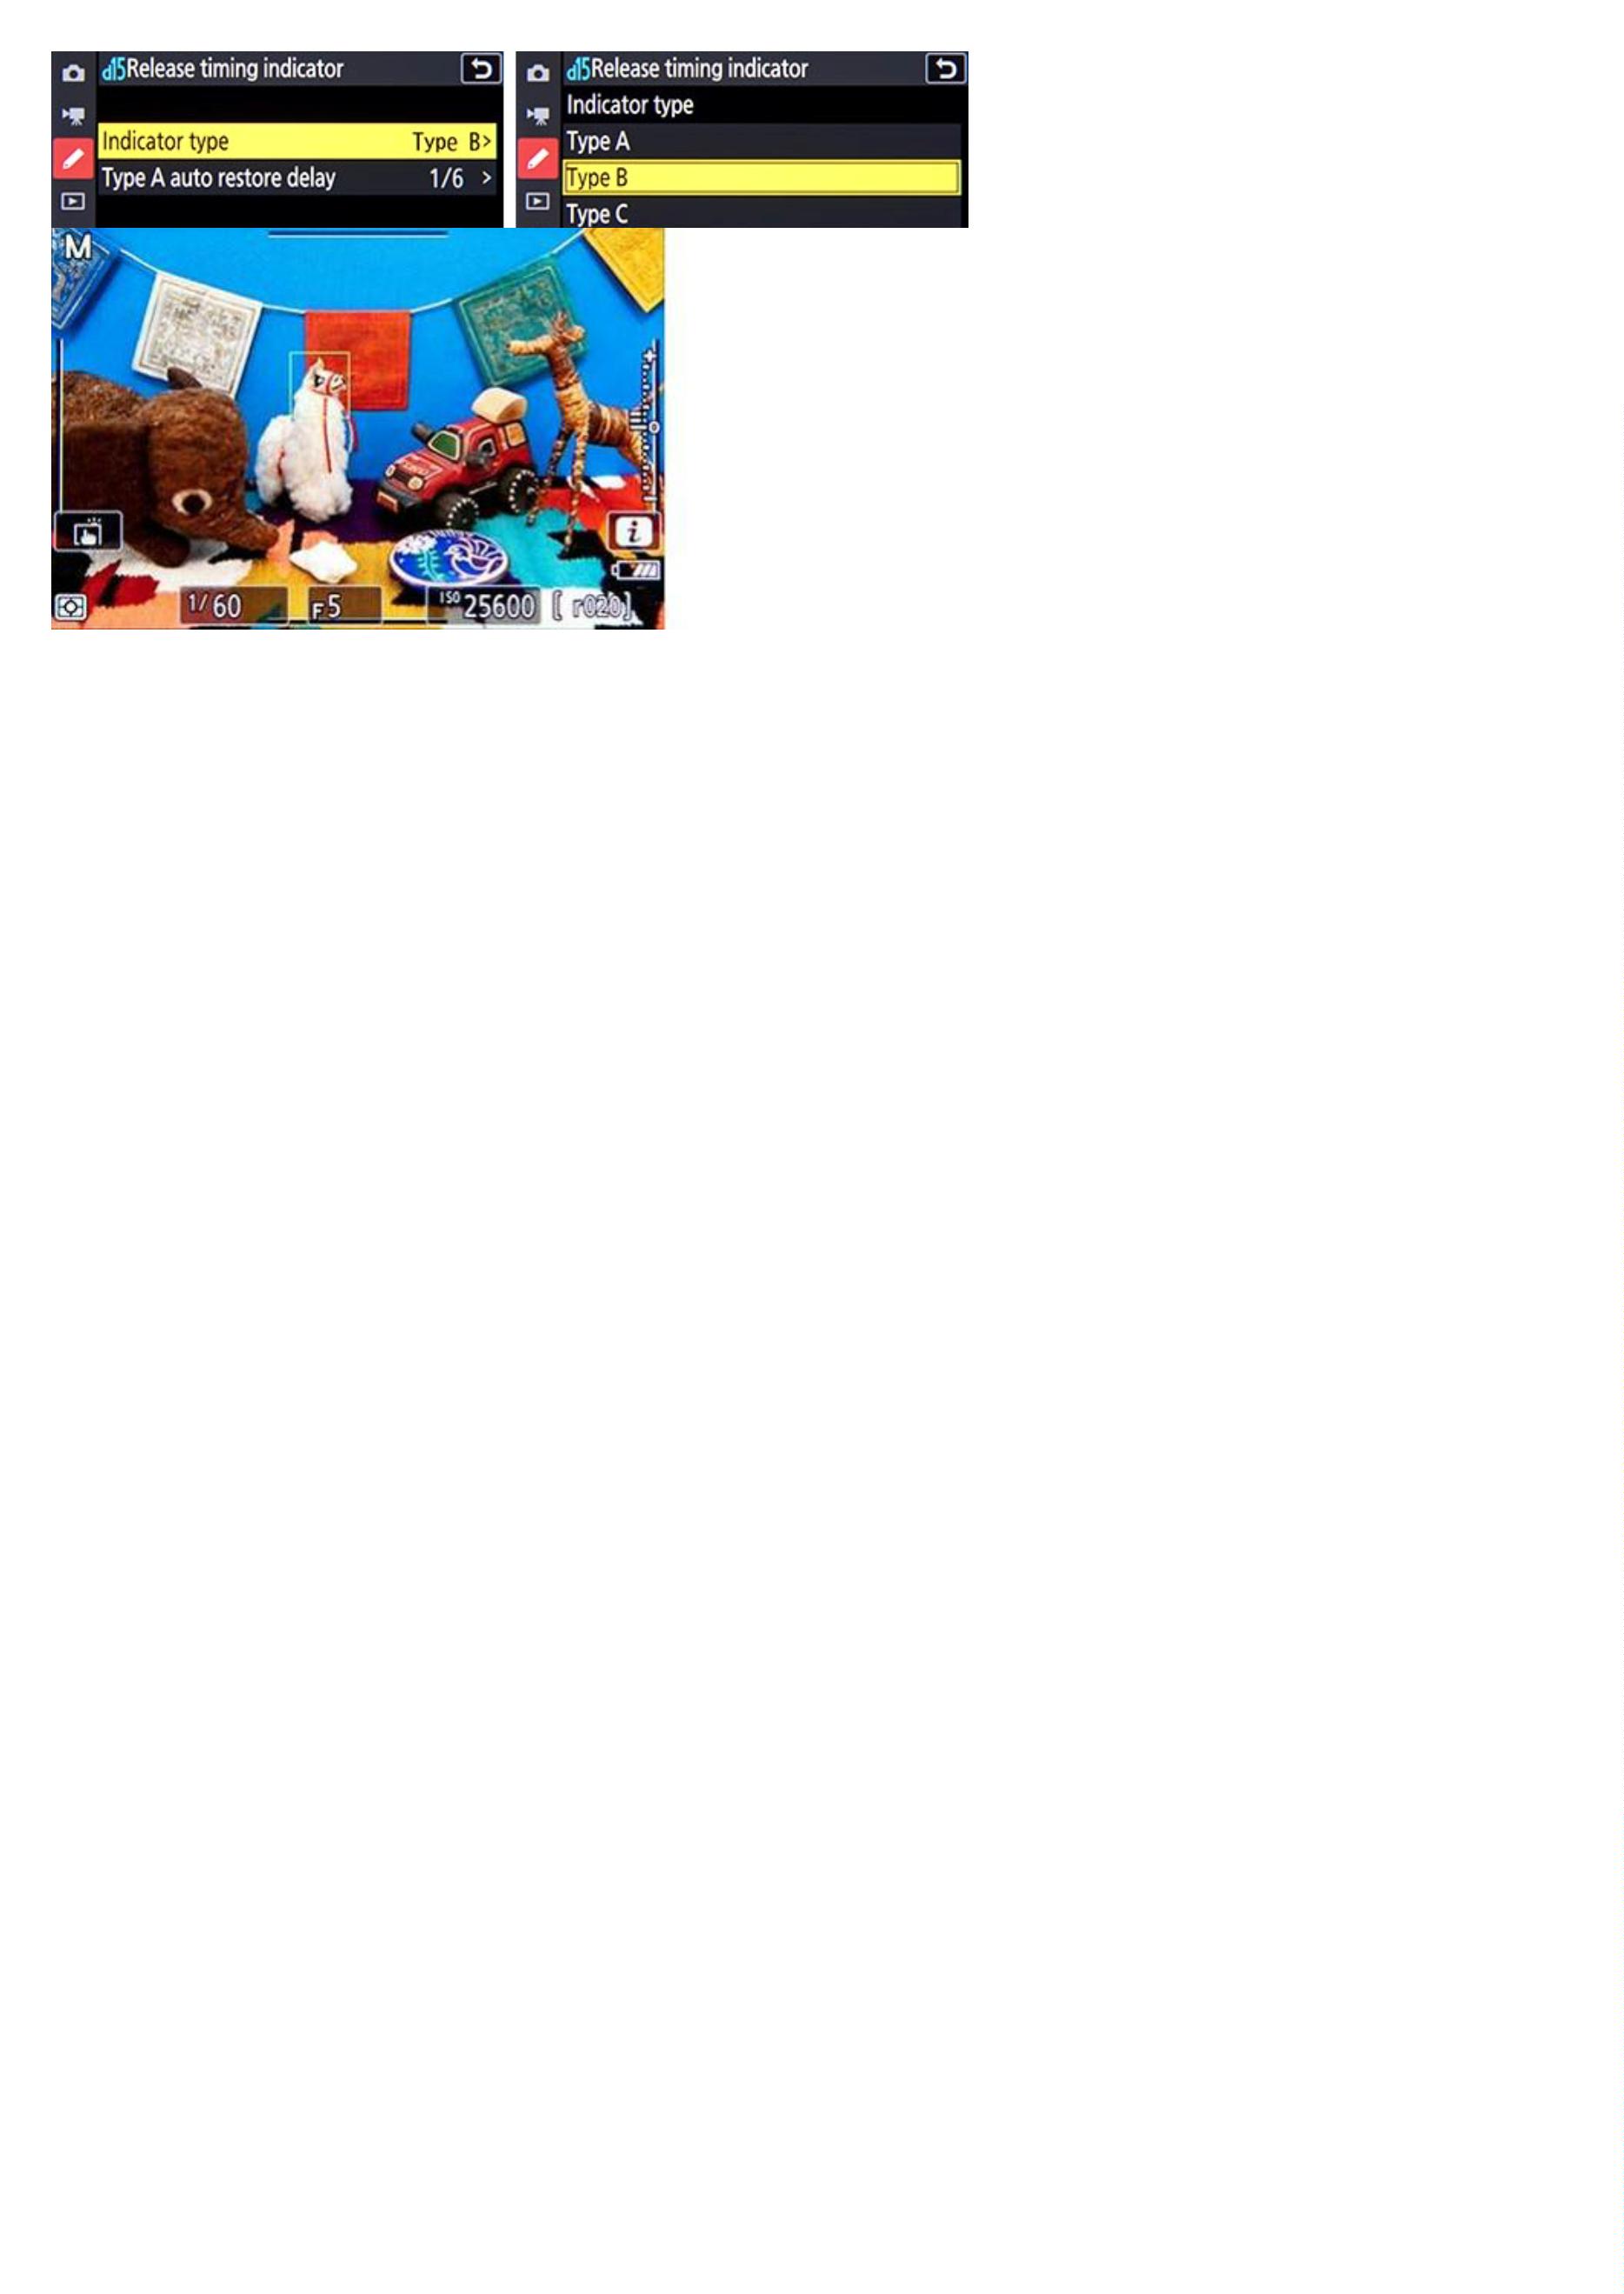 d15Release timing indicator
Indicator type Type B>
Type A auto restore delay 1/6 >
d15Release timing indicator
Indicator type
Type A
Type B
Type C
M
+
0
i
1/60 F5 ISO 25600 [ r020]